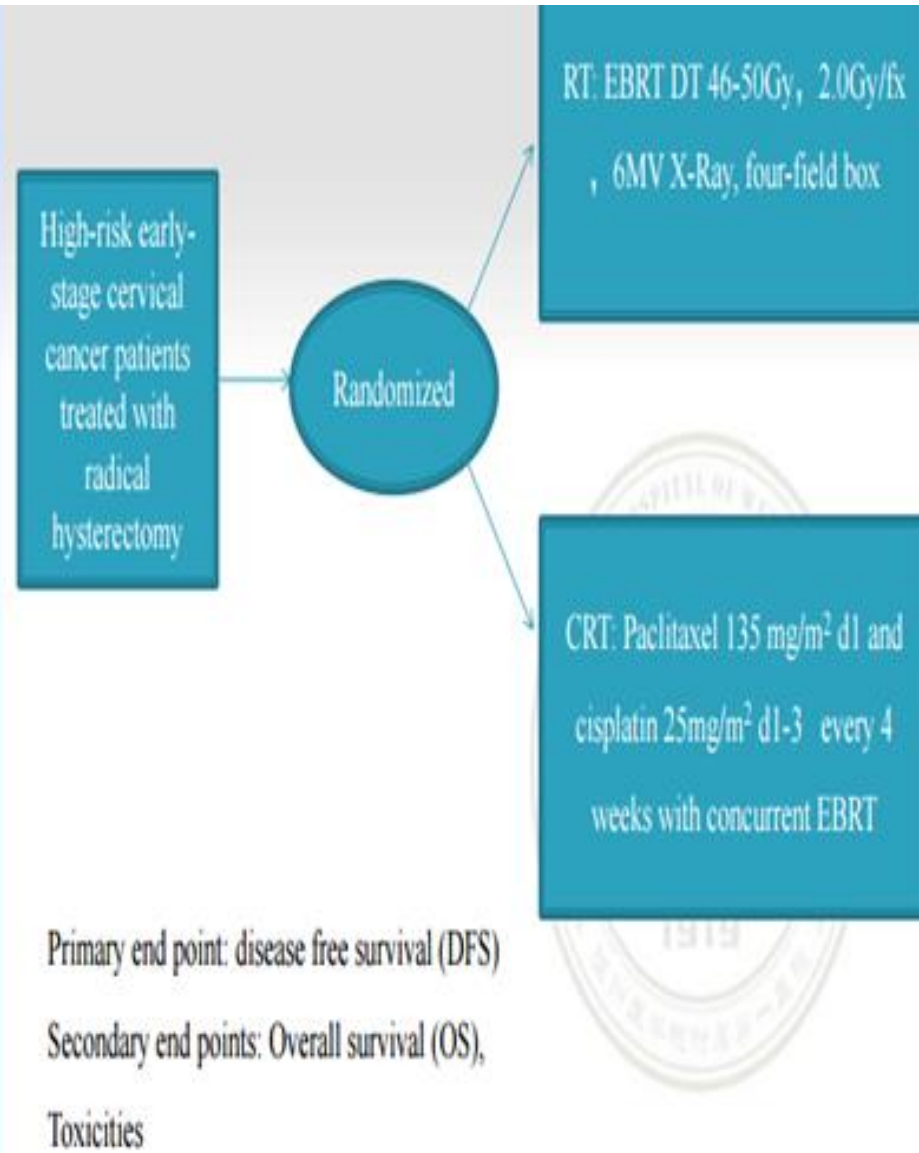 High-risk early-
stage cervical
cancer patients
treated with
radical
hysterectomy
Randomized
RT: EBRT DT 46-50Gy，2.0Gy/fx
，6MV X-Ray, four-field box
CRT: Paclitaxel 135 mg/m² d1 and
cisplatin 25mg/m² d1-3 every 4
weeks with concurrent EBRT
Primary end point: disease free survival (DFS)
Secondary end points: Overall survival (OS),
Toxicities
SPITAL OF
1919